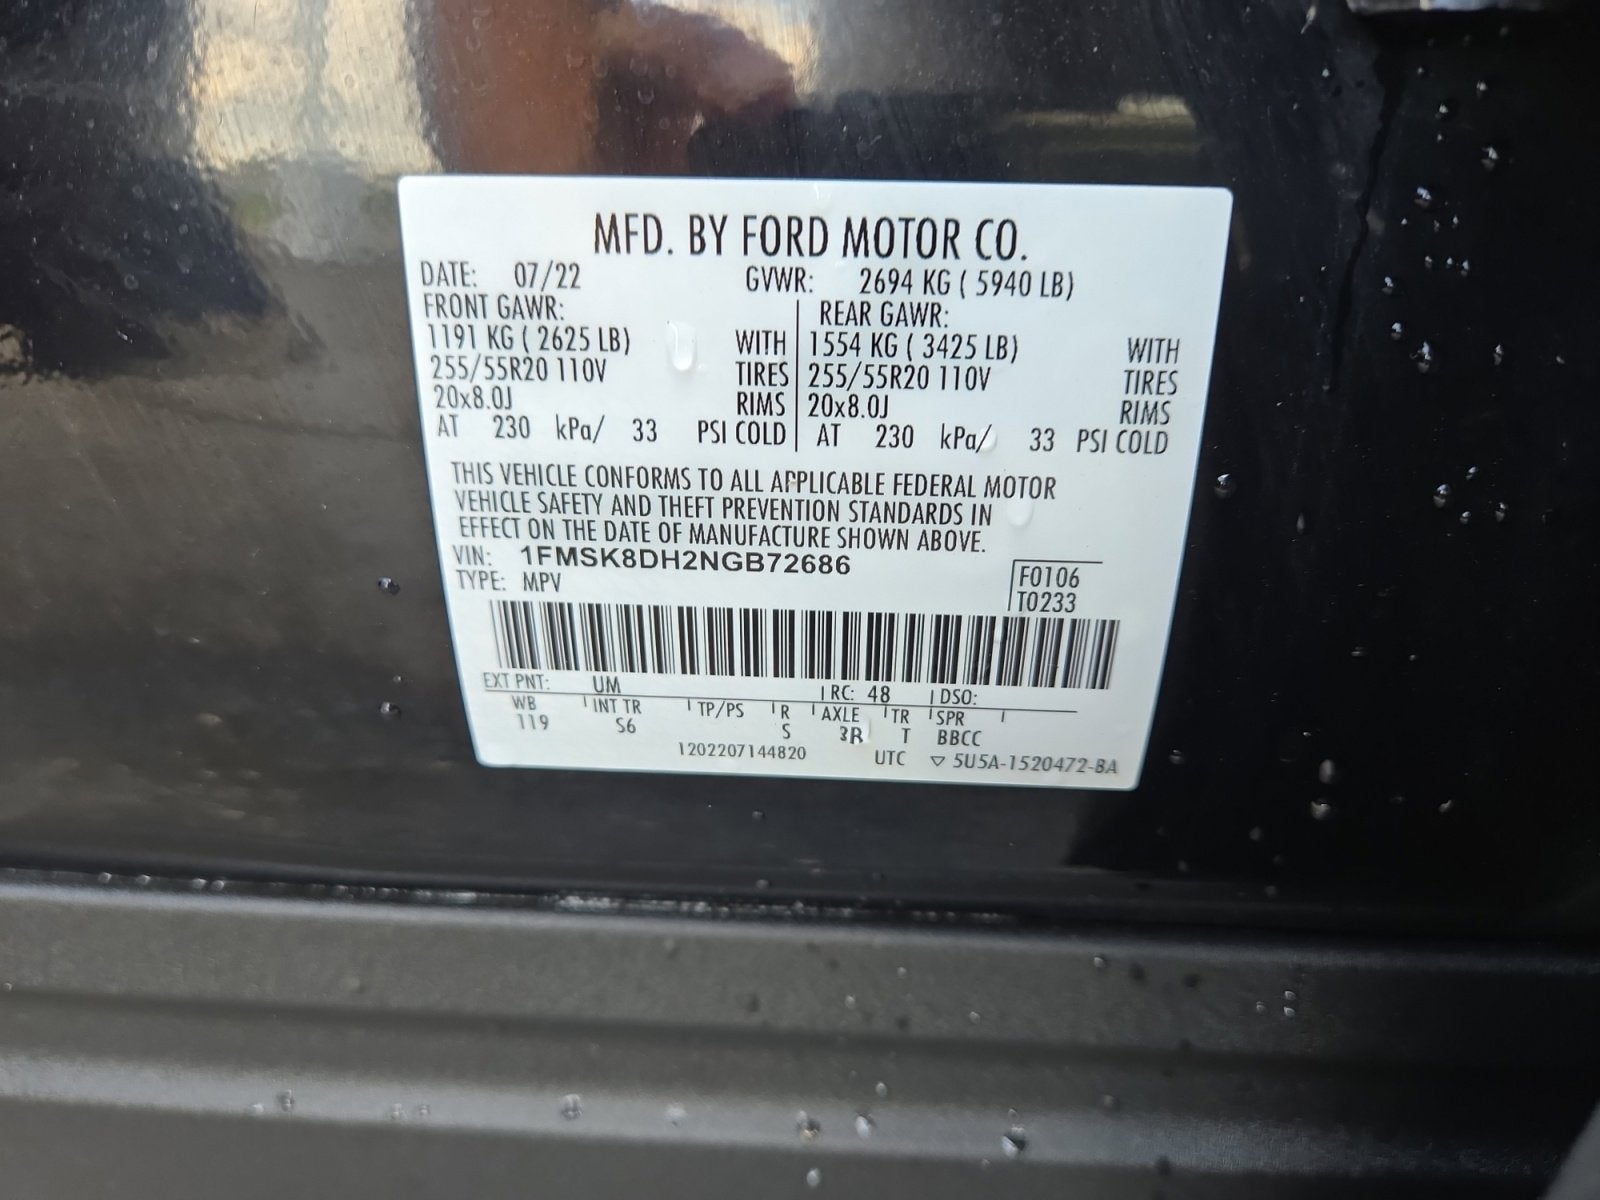 MFD. BY FORD MOTOR CO.
DATE: 07/22 GVWR: 2694 KG ( 5940 LB)
FRONT GAWR: REAR GAWR:
1191 KG ( 2625 LB) WITH 1554 KG ( 3425 LB) WITH
255/55R20 110V TIRES 255/55R20 110V TIRES
20x8.0J RIMS 20x8.0J RIMS
AT 230 kPa/ 33 PSI COLD AT 230 kPa/ 33 PSI COLD
THIS VEHICLE CONFORMS TO ALL APPLICABLE FEDERAL MOTOR
VEHICLE SAFETY AND THEFT PREVENTION STANDARDS IN
EFFECT ON THE DATE OF MANUFACTURE SHOWN ABOVE.
VIN: 1FMSK8DH2NGB72686
TYPE: MPV
F0106
T0233
EXT PNT: UM RC: 48 DSO:
WB INT TR TP/PS R AXLE TR SPR
119 S6 S 3R T BBCC
1202207144820 UTC ▽ 5U5A-1520472-BA